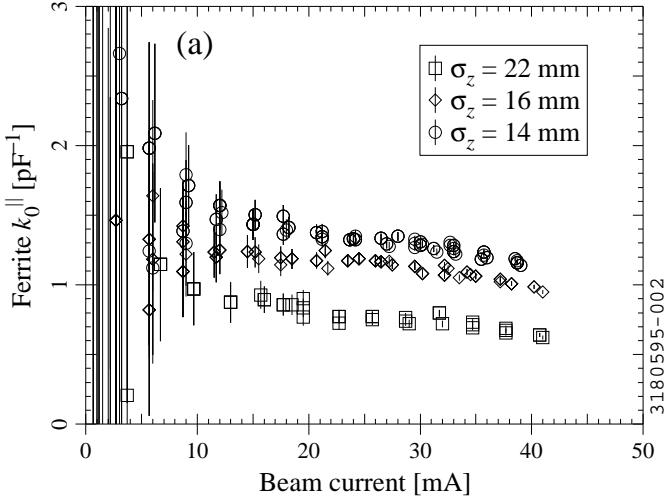 (a)
σz = 22 mm
σz = 16 mm
σz = 14 mm
3
2
1
0
Ferrite k0|| [pF−1]
0 10 20 30 40 50
Beam current [mA]
3180595-002